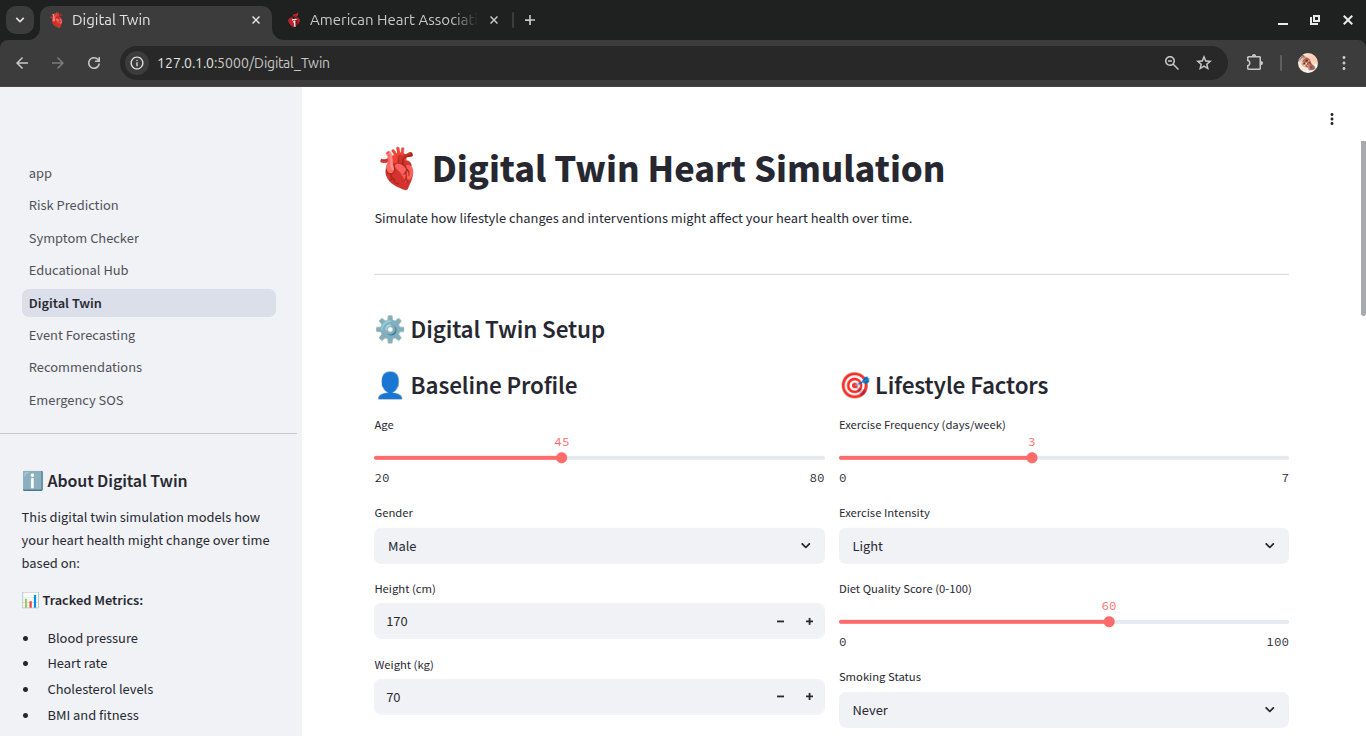 Digital Twin
American Heart Associat
127.0.1.0:5000/Digital_Twin
app
Risk Prediction
Symptom Checker
Educational Hub
Digital Twin
Event Forecasting
Recommendations
Emergency SOS
About Digital Twin
This digital twin simulation models how
your heart health might change over time
based on:
Tracked Metrics:
Blood pressure
Heart rate
Cholesterol levels
BMI and fitness
Digital Twin Heart Simulation
Simulate how lifestyle changes and interventions might affect your heart health over time.
Digital Twin Setup
Baseline Profile
Age
45
20 80
Gender
Male
Height (cm)
170
Weight (kg)
70
Lifestyle Factors
Exercise Frequency (days/week)
3
0 7
Exercise Intensity
Light
Diet Quality Score (0-100)
60
0 100
Smoking Status
Never